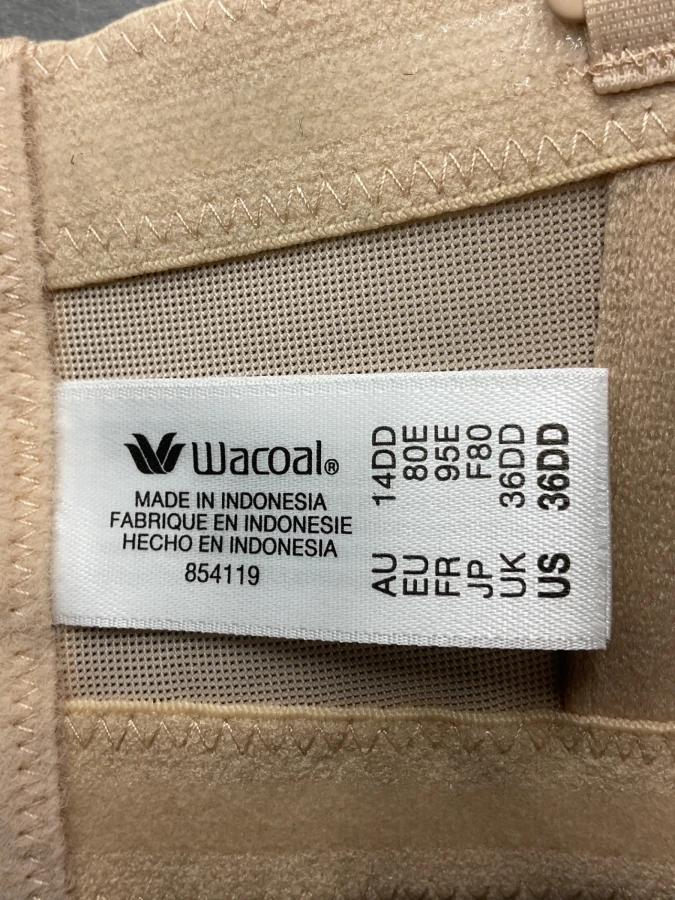 Wacoal®
MADE IN INDONESIA
FABRIQUE EN INDONESIE
HECHO EN INDONESIA
854119
AU 14DD
EU 80E
FR 95E
JP F80
UK 36DD
US 36DD